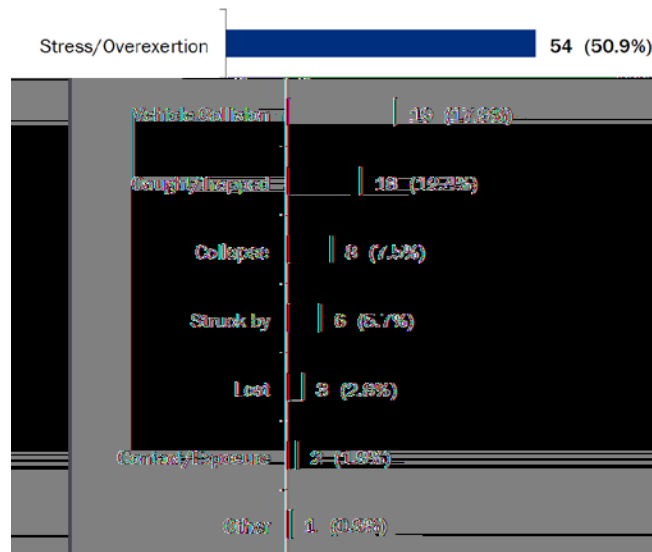 Stress/Overexertion 54 (50.9%)
Vehicle Collision 19 (17.9%)
Caught/Trapped 13 (12.3%)
Collapse 8 (7.5%)
Struck by 6 (5.7%)
Lost 3 (2.8%)
Contact/Exposure 2 (1.9%)
Other 1 (0.9%)